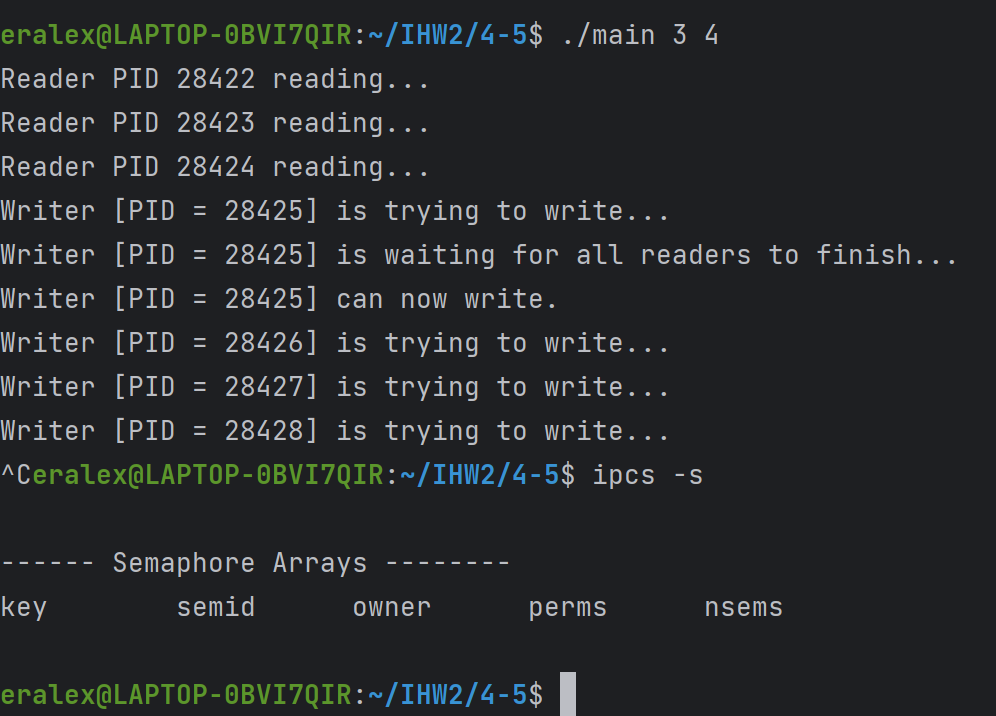 eralex@LAPTOP-0BVI7QIR:~/IHW2/4-5$ ./main 3 4
Reader PID 28422 reading...
Reader PID 28423 reading...
Reader PID 28424 reading...
Writer [PID = 28425] is trying to write...
Writer [PID = 28425] is waiting for all readers to finish...
Writer [PID = 28425] can now write.
Writer [PID = 28426] is trying to write...
Writer [PID = 28427] is trying to write...
Writer [PID = 28428] is trying to write...
^Ceralex@LAPTOP-0BVI7QIR:~/IHW2/4-5$ ipcs -s
------ Semaphore Arrays --------
key        semid      owner      perms      nsems
eralex@LAPTOP-0BVI7QIR:~/IHW2/4-5$